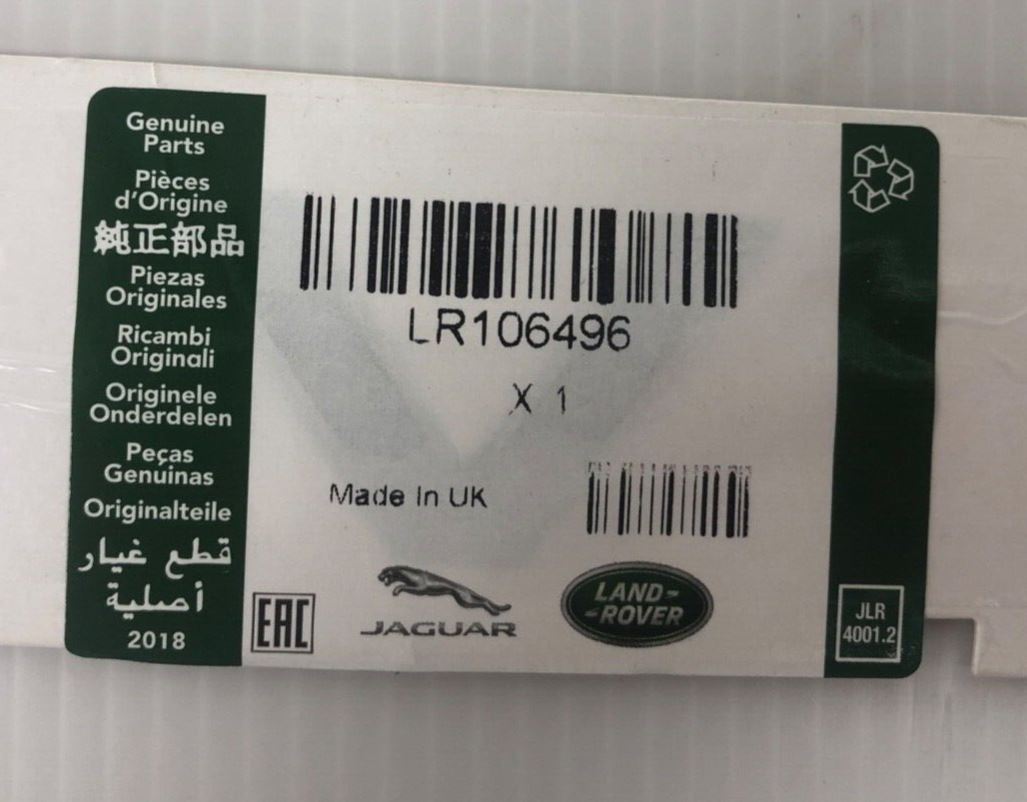 Genuine
Parts
Pièces
d'Origine
純正部品
Piezas
Originales
Ricambi
Originali
Originele
Onderdelen
Peças
Genuínas
Originalteile
قطع غيار
أصلية
2018
LR106496
X 1
Made In UK
EAC
JAGUAR
LAND-
-ROVER
JLR
4001.2